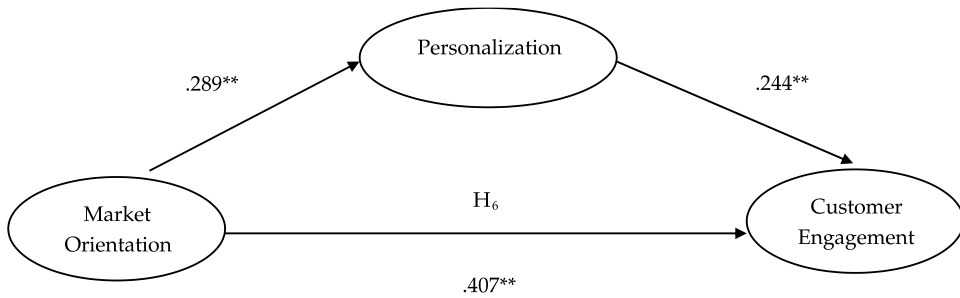 Personalization
.289**
.244**
H₆
Market
Orientation
Customer
Engagement
.407**